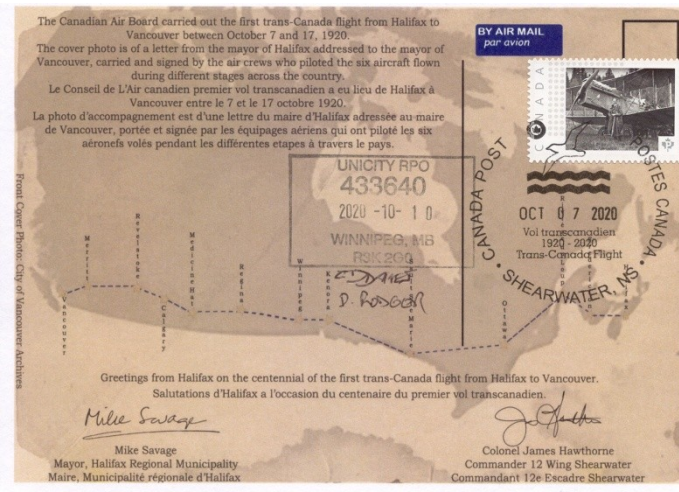 The Canadian Air Board carried out the first trans-Canada flight from Halifax to
Vancouver between October 7 and 17, 1920.
The cover photo is of a letter from the mayor of Halifax addressed to the mayor of
Vancouver, carried and signed by the air crews who piloted the six aircraft flown
during different stages across the country.
Le Conseil de L'Air canadien premier vol transcanadien a eu lieu de Halifax à
Vancouver entre le 7 et le 17 octobre 1920.
La photo d'accompagnement est d'une lettre du maire d'Halifax adressée au maire
de Vancouver, portée et signée par les équipages aériens qui ont piloté les six
aéronefs volés pendant les différentes etapes à travers le pays.
BY AIR MAIL
par avion
CANADA
CANADA POST
POSTES CANADA
OCT 07 2020
Vol transcanadien
1920 - 2020
Trans-Canada Flight
• SHEARWATER, NS •
UNICITY RPO
433640
2020 -10- 10
WINNIPEG, MB
R3K 2G0
D. RODGER
Front Cover Photo: City of Vancouver Archives
Vancouver
Merritt
Revelstoke
Calgary
Medicine Hat
Regina
Winnipeg
Kenora
Ottawa
Greetings from Halifax on the centennial of the first trans-Canada flight from Halifax to Vancouver.
Salutations d'Halifax a l'occasion du centenaire du premier vol transcanadien.
Mike Savage
Mike Savage
Mayor, Halifax Regional Municipality
Maire, Municipalité régionale d'Halifax
Colonel James Hawthorne
Commander 12 Wing Shearwater
Commandant 12e Escadre Shearwater